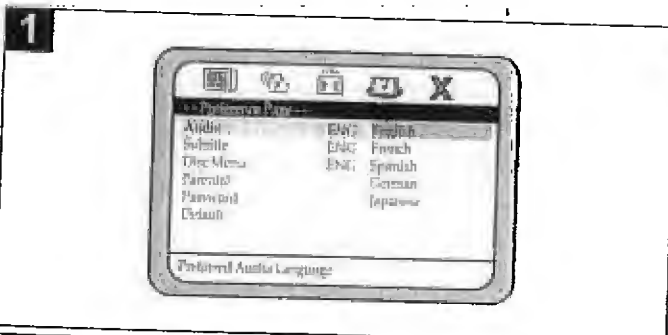 1
-- Preference Page --
Audio ENG English
Subtitle ENG French
Disc Menu ENG Spanish
Parental German
Password Japanese
Default
Preferred Audio Language